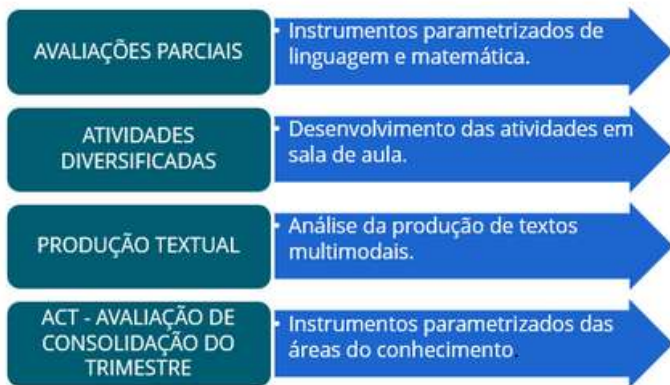 AVALIAÇÕES PARCIAIS
• Instrumentos parametrizados de
linguagem e matemática.
ATIVIDADES
DIVERSIFICADAS
• Desenvolvimento das atividades em
sala de aula.
PRODUÇÃO TEXTUAL
• Análise da produção de textos
multimodais.
ACT - AVALIAÇÃO DE
CONSOLIDAÇÃO DO
TRIMESTRE
• Instrumentos parametrizados das
áreas do conhecimento.